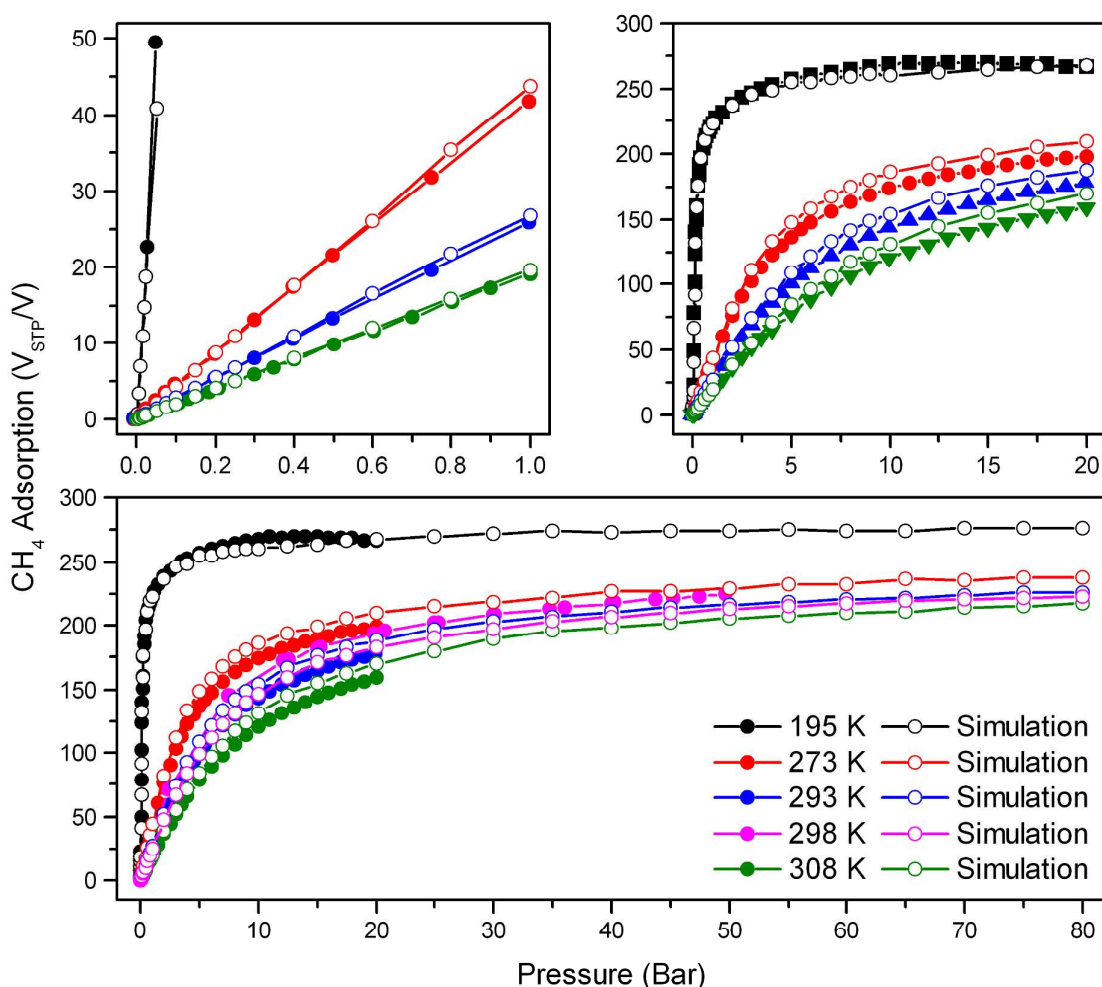 CH4 Adsorption (VSTP/V)
50
40
30
20
10
0
0.0 0.2 0.4 0.6 0.8 1.0
300
250
200
150
100
50
0
0 5 10 15 20
300
250
200
150
100
50
0
195 K Simulation
273 K Simulation
293 K Simulation
298 K Simulation
308 K Simulation
0 10 20 30 40 50 60 70 80
Pressure (Bar)